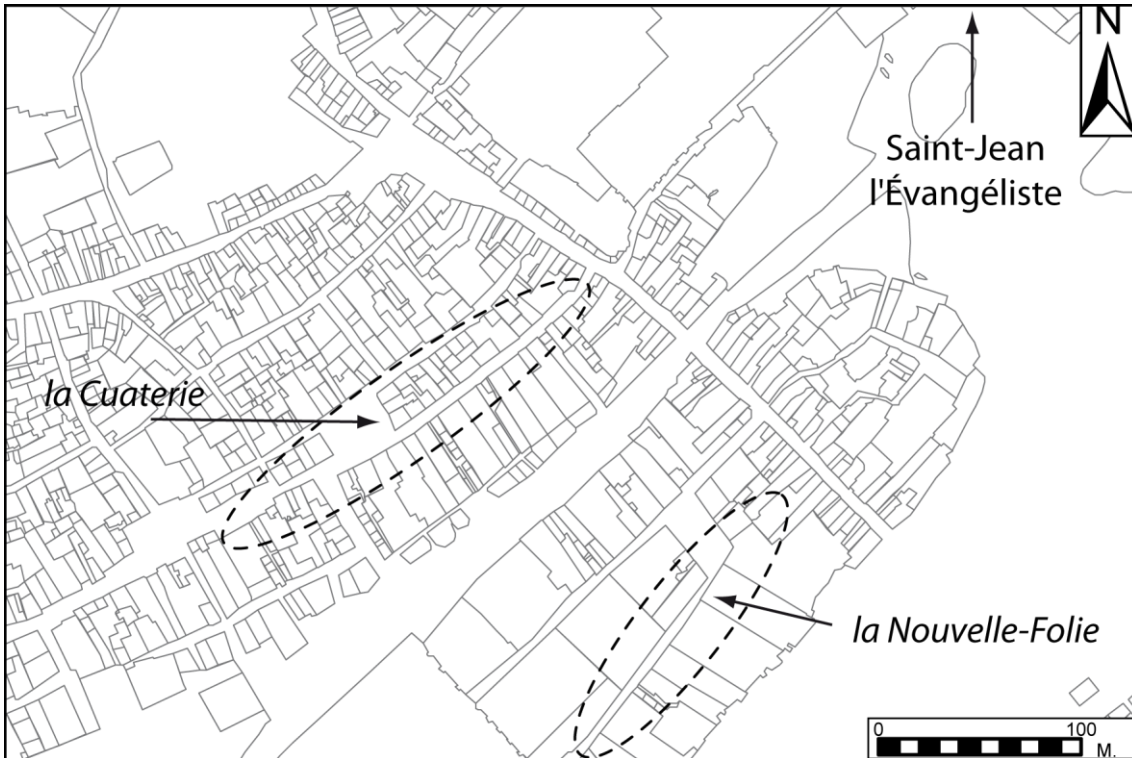 N
Saint-Jean
l'Évangéliste
la Cuaterie
la Nouvelle-Folie
0 100
M.